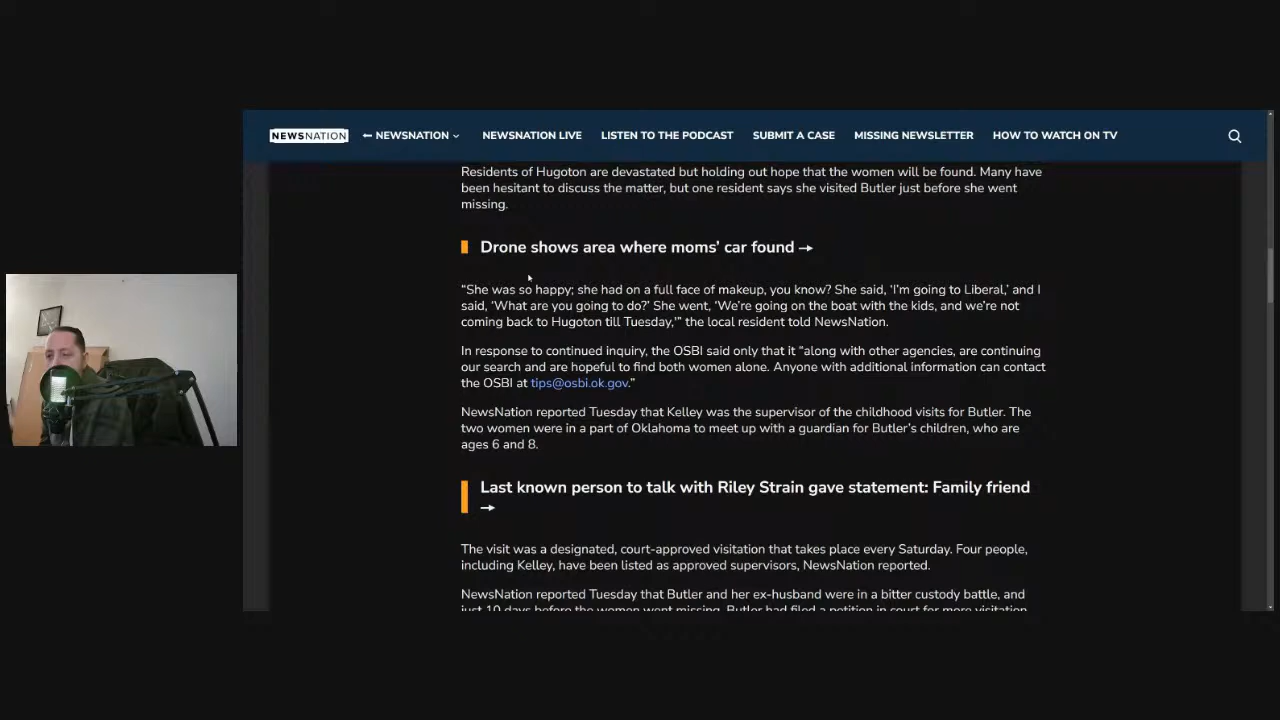 NEWSNATION
NEWSNATION
NEWSNATION LIVE
LISTEN TO THE PODCAST
SUBMIT A CASE
MISSING NEWSLETTER
HOW TO WATCH ON TV
Residents of Hugoton are devastated but holding out hope that the women will be found. Many have
been hesitant to discuss the matter, but one resident says she visited Butler just before she went
missing.
Drone shows area where moms’ car found →
“She was so happy; she had on a full face of makeup, you know? She said, ‘I’m going to Liberal,’ and I
said, ‘What are you going to do?’ She went, ‘We’re going on the boat with the kids, and we’re not
coming back to Hugoton till Tuesday,’” the local resident told NewsNation.
In response to continued inquiry, the OSBI said only that it “along with other agencies, are continuing
our search and are hopeful to find both women alone. Anyone with additional information can contact
the OSBI at tips@osbi.ok.gov.”
NewsNation reported Tuesday that Kelley was the supervisor of the childhood visits for Butler. The
two women were in a part of Oklahoma to meet up with a guardian for Butler’s children, who are
ages 6 and 8.
Last known person to talk with Riley Strain gave statement: Family friend
→
The visit was a designated, court-approved visitation that takes place every Saturday. Four people,
including Kelley, have been listed as approved supervisors, NewsNation reported.
NewsNation reported Tuesday that Butler and her ex-husband were in a bitter custody battle, and
just 10 days before the women went missing, Butler had filed a petition in court for more visitation